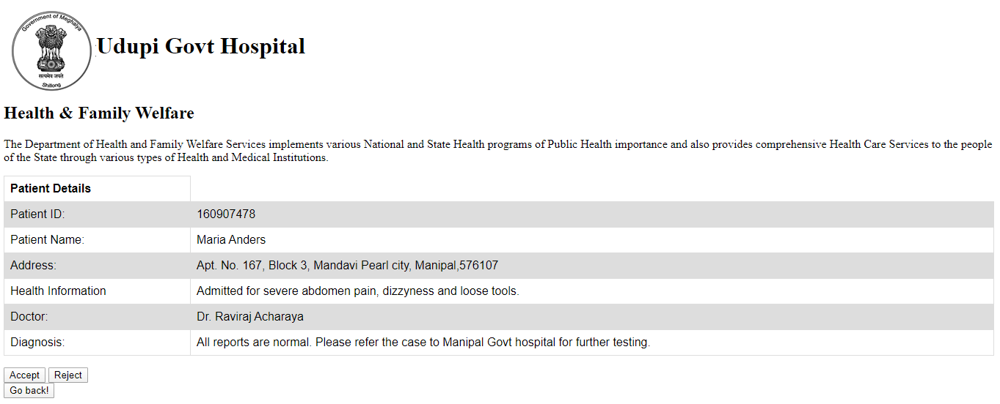 Government of Meghalya
सत्यमेव जयते
Shillong
Udupi Govt Hospital
Health & Family Welfare
The Department of Health and Family Welfare Services implements various National and State Health programs of Public Health importance and also provides comprehensive Health Care Services to the people
of the State through various types of Health and Medical Institutions.
Patient Details
Patient ID: 160907478
Patient Name: Maria Anders
Address: Apt. No. 167, Block 3, Mandavi Pearl city, Manipal,576107
Health Information Admitted for severe abdomen pain, dizzyness and loose tools.
Doctor: Dr. Raviraj Acharaya
Diagnosis: All reports are normal. Please refer the case to Manipal Govt hospital for further testing.
Accept Reject
Go back!